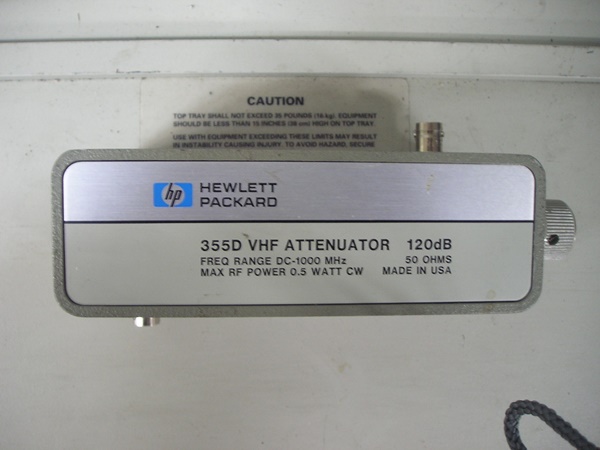 CAUTION
TOP TRAY SHALL NOT EXCEED 35 POUNDS (16 kg); EQUIPMENT
SHOULD BE LESS THAN 15 INCHES (38 cm) HIGH ON TOP TRAY.
USE WITH EQUIPMENT EXCEEDING THESE LIMITS MAY RESULT
IN INSTABILITY CAUSING INJURY. TO AVOID HAZARD, SECURE
hp HEWLETT
PACKARD
355D VHF ATTENUATOR 120dB
FREQ RANGE DC-1000 MHz 50 OHMS
MAX RF POWER 0.5 WATT CW MADE IN USA